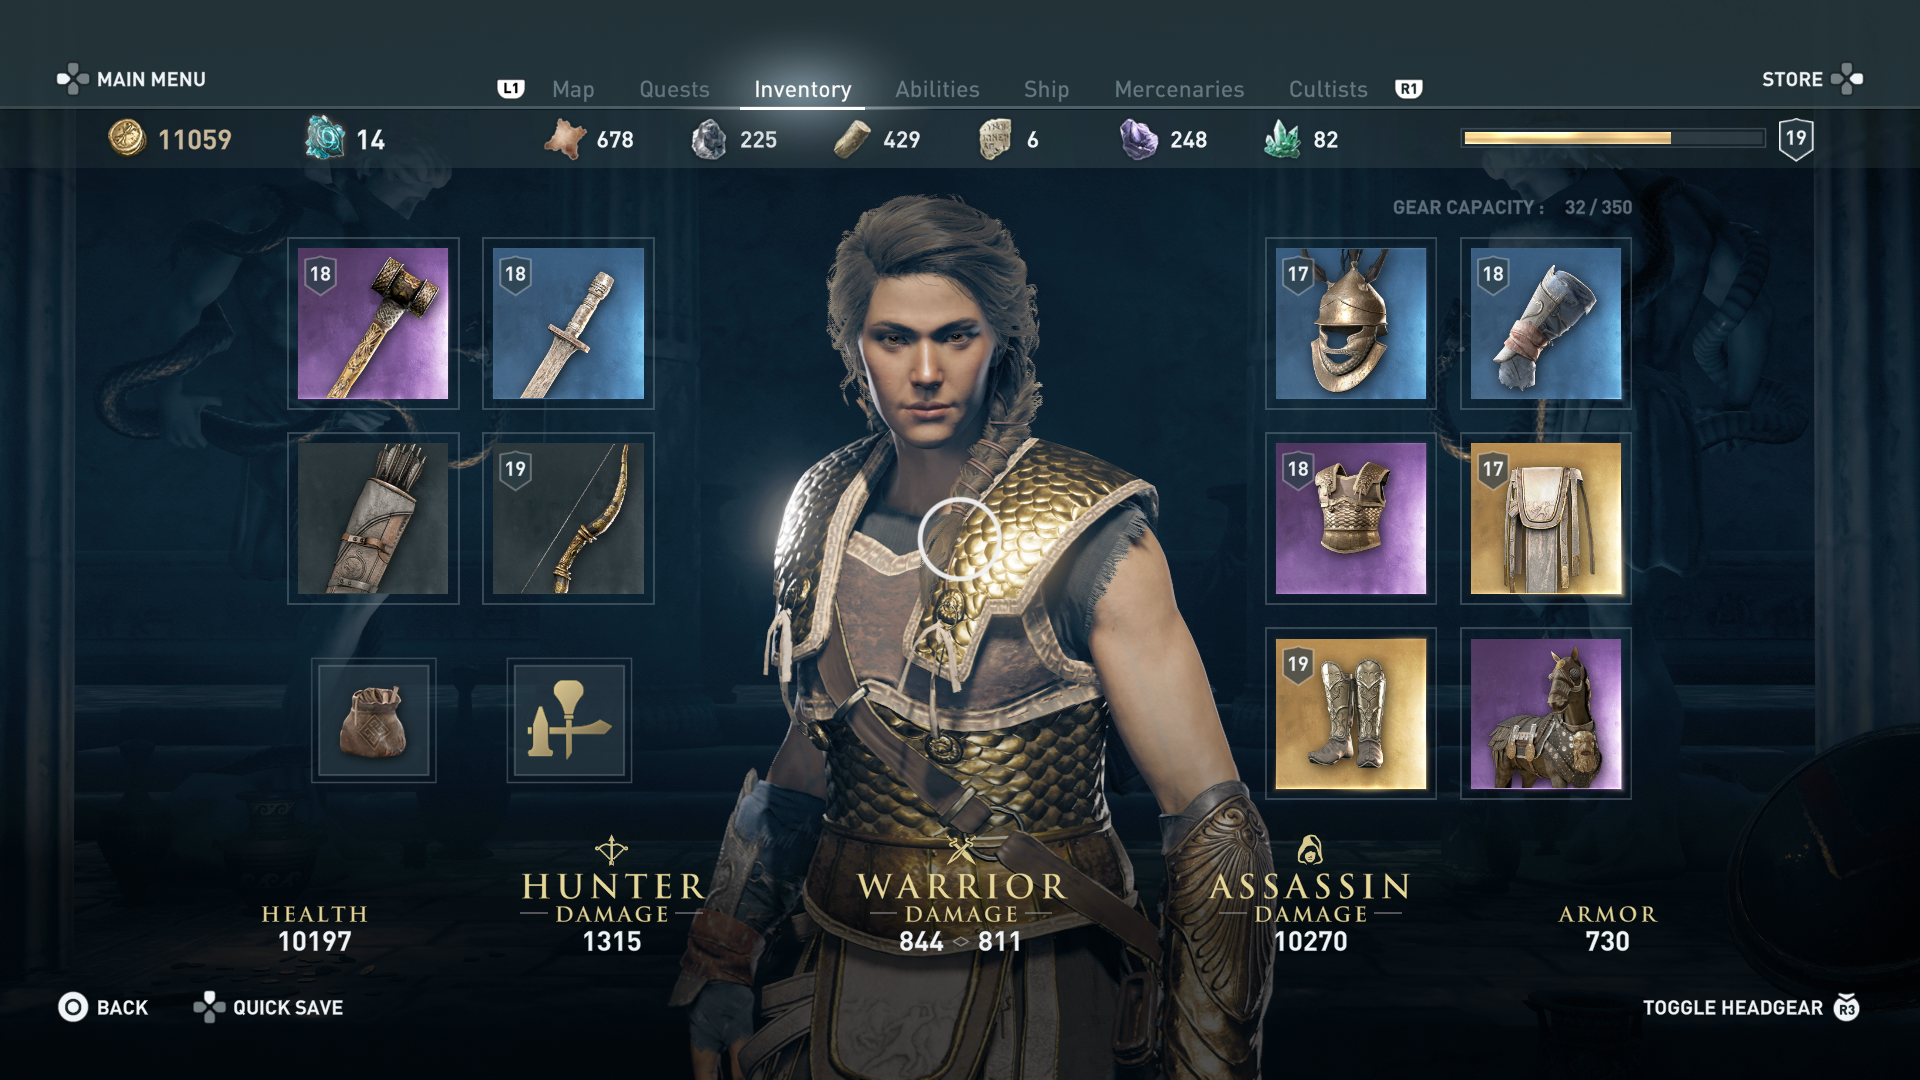 MAIN MENU
L1 Map Quests Inventory Abilities Ship Mercenaries Cultists R1
STORE
11059 14 678 225 429 6 248 82 19
GEAR CAPACITY : 32 / 350
18 18 17 18
19 18 17
19
HUNTER WARRIOR ASSASSIN
HEALTH DAMAGE DAMAGE DAMAGE ARMOR
10197 1315 844 811 10270 730
BACK QUICK SAVE TOGGLE HEADGEAR R3